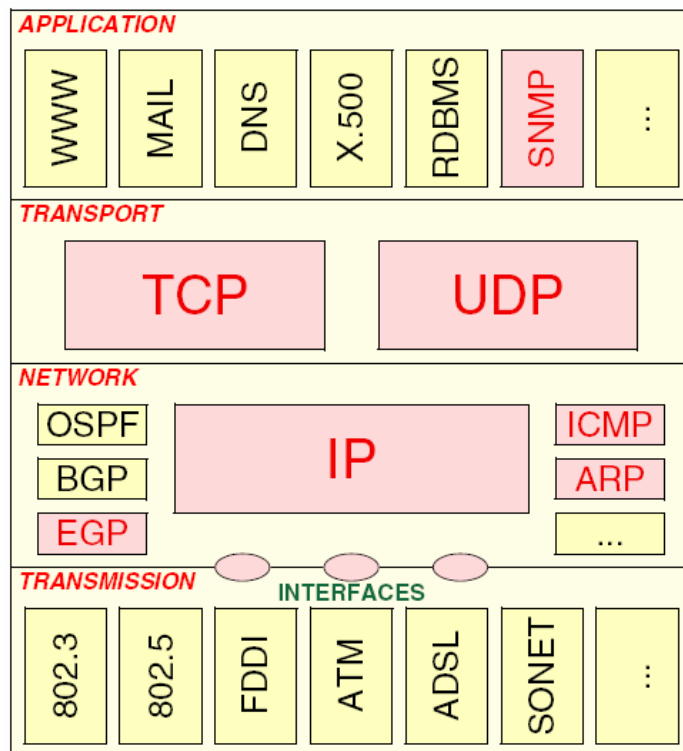 APPLICATION
WWW
MAIL
DNS
X.500
RDBMS
SNMP
...
TRANSPORT
TCP
UDP
NETWORK
OSPF
BGP
EGP
IP
ICMP
ARP
...
TRANSMISSION
INTERFACES
802.3
802.5
FDDI
ATM
ADSL
SONET
...